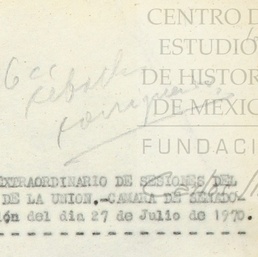 CENTRO D
ESTUDIO
DE HISTOR
DE MEXIC
FUNDACI
EXTRAORDINARIO DE SESIONES DEL
DE LA UNION.-CAMARA DE SENADO-
ión del dia 27 de Julio de 1970.